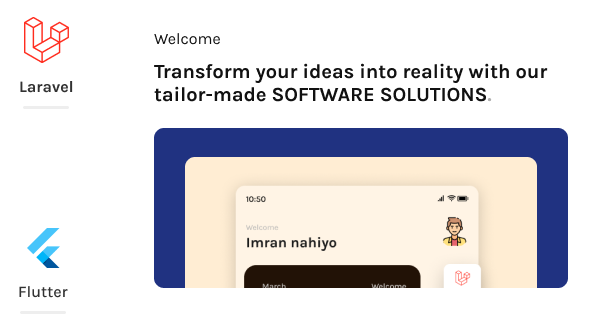 Laravel
Flutter
Welcome
Transform your ideas into reality with our
tailor-made SOFTWARE SOLUTIONS.
10:50
Welcome
Imran nahiyo
March
Welcome